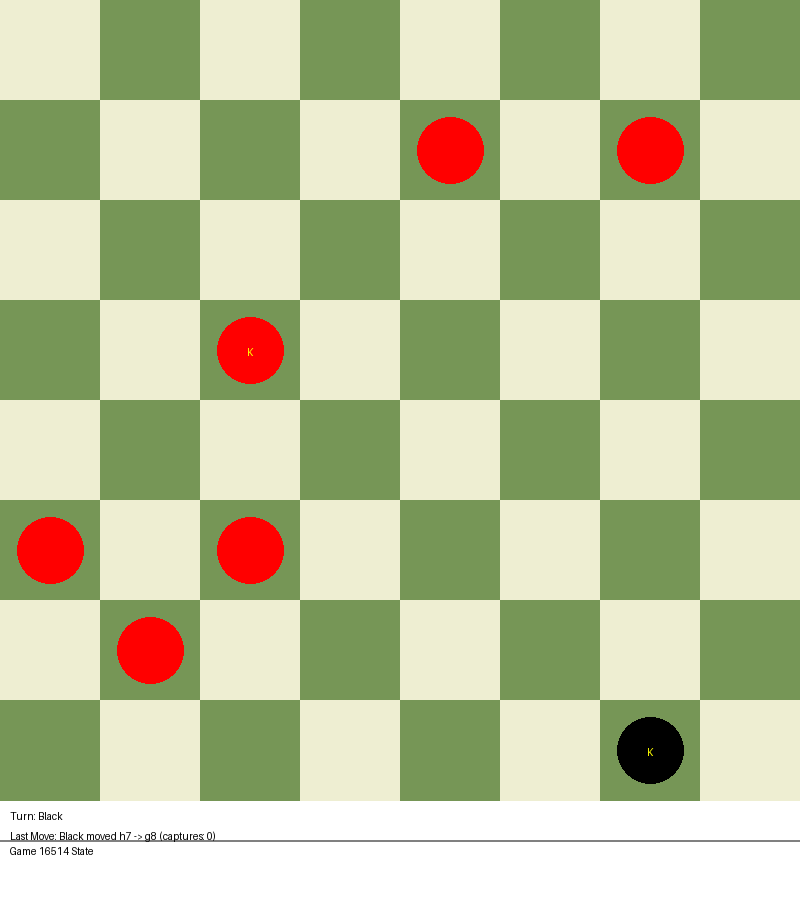 K
K
Turn: Black
Last Move: Black moved h7 -> g8 (captures: 0)
Game 16514 State